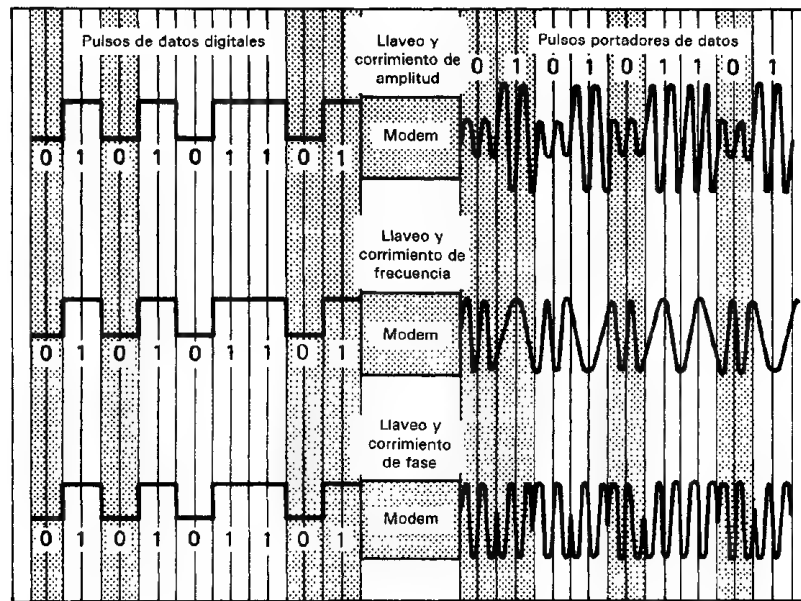 Pulsos de datos digitales
Llaveo y
corrimiento de
amplitud
Pulsos portadores de datos
0 1 0 1 0 1 1 0 1
Modem
0 1 0 1 0 1 1 0 1
Llaveo y
corrimiento de
frecuencia
Modem
0 1 0 1 0 1 1 0 1
Llaveo y
corrimiento
de fase
Modem
0 1 0 1 0 1 1 0 1